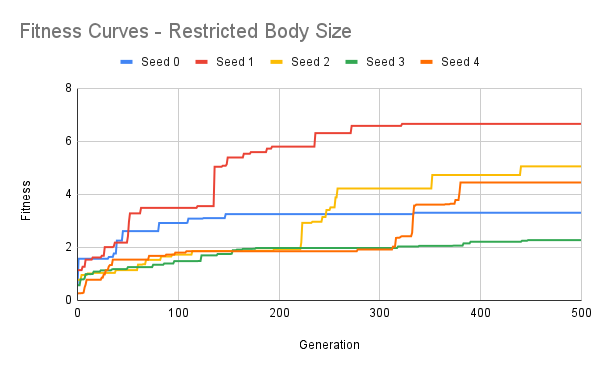 Fitness Curves - Restricted Body Size
Seed 0 Seed 1 Seed 2 Seed 3 Seed 4
Fitness
8
6
4
2
0
0 100 200 300 400 500
Generation